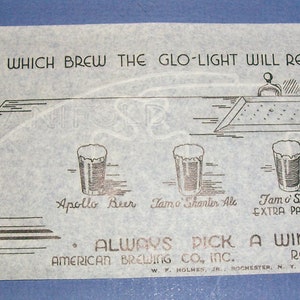 WHICH BREW THE GLO-LIGHT WILL RE
Apollo Beer
Tam o' Shanter Ale
Tam o' S
EXTRA PA
ALWAYS PICK A WIN
AMERICAN BREWING CO., INC.
RO
W. F. HOLMES, JR., ROCHESTER, N. Y.